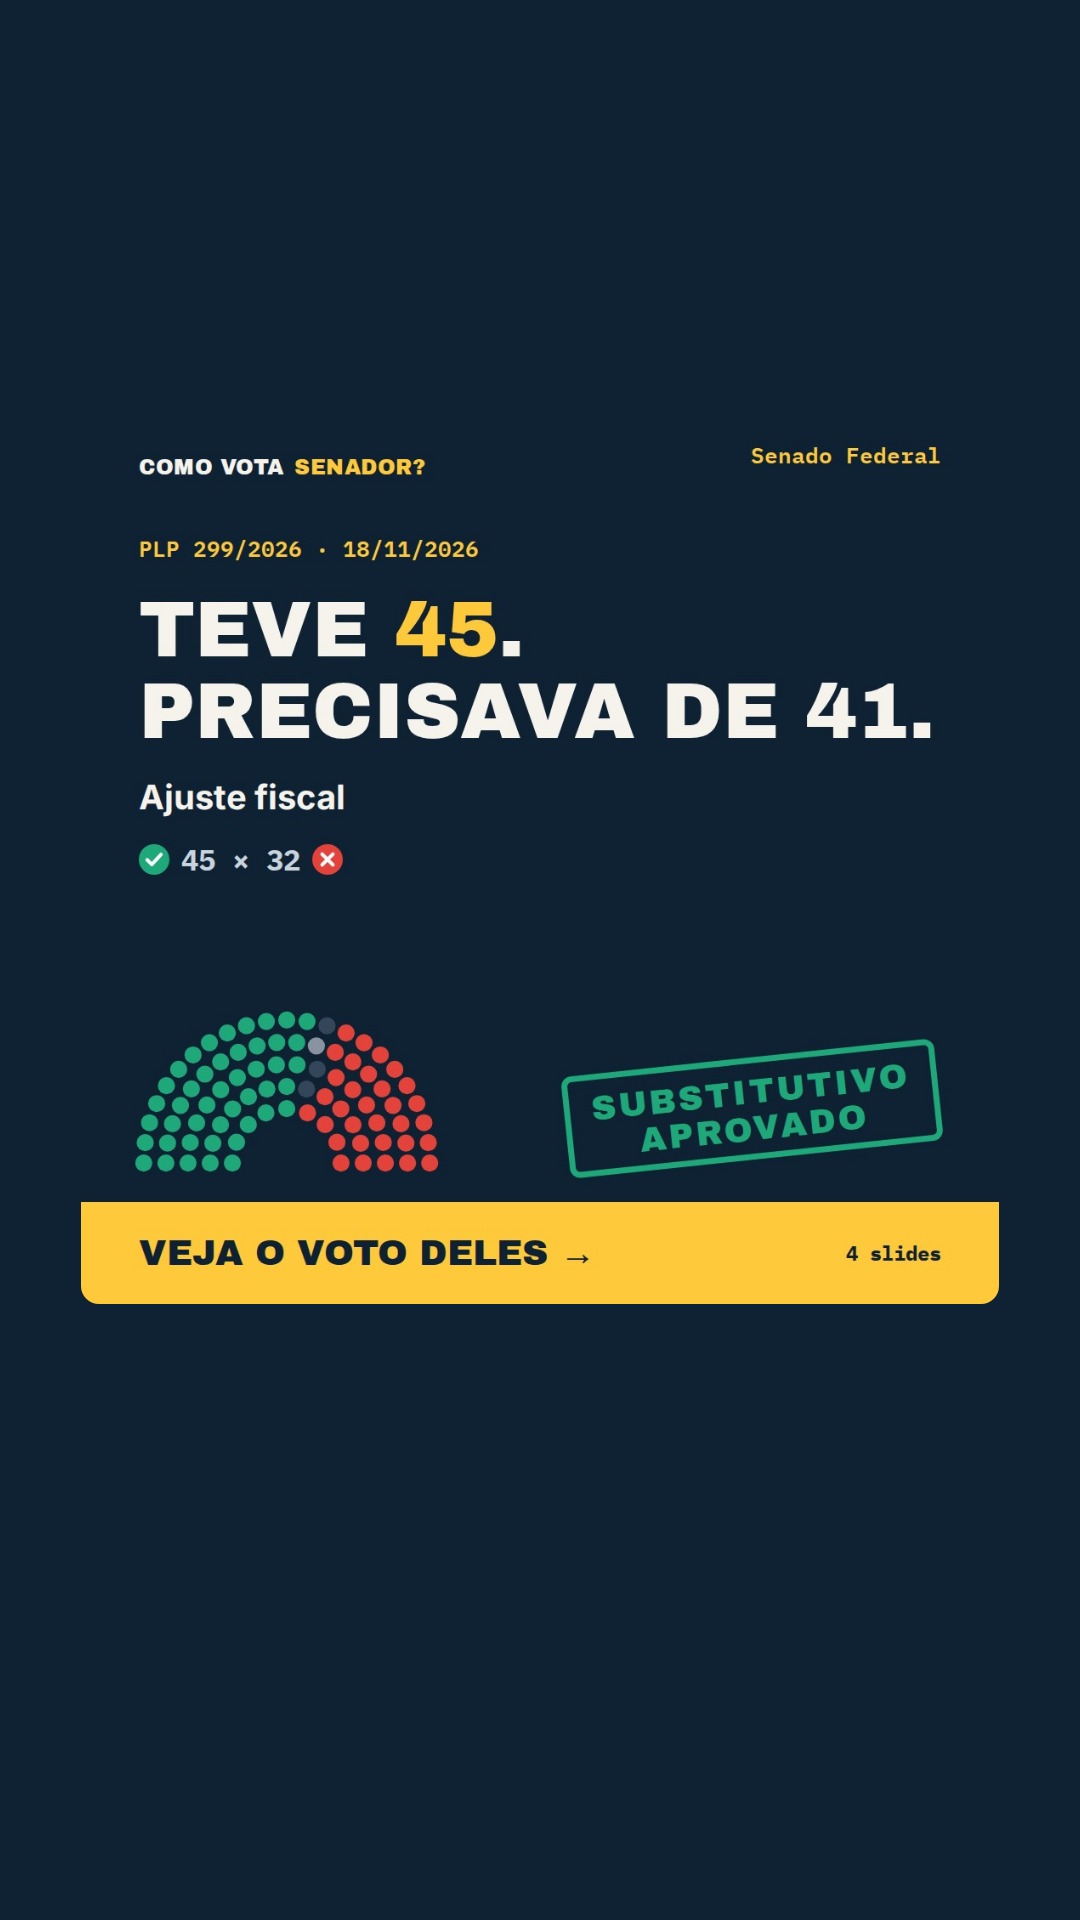 COMO VOTA SENADOR?
Senado Federal
PLP 299/2026 · 18/11/2026
TEVE 45.
PRECISAVA DE 41.
Ajuste fiscal
45 × 32
SUBSTITUTIVO
APROVADO
VEJA O VOTO DELES →
4 slides